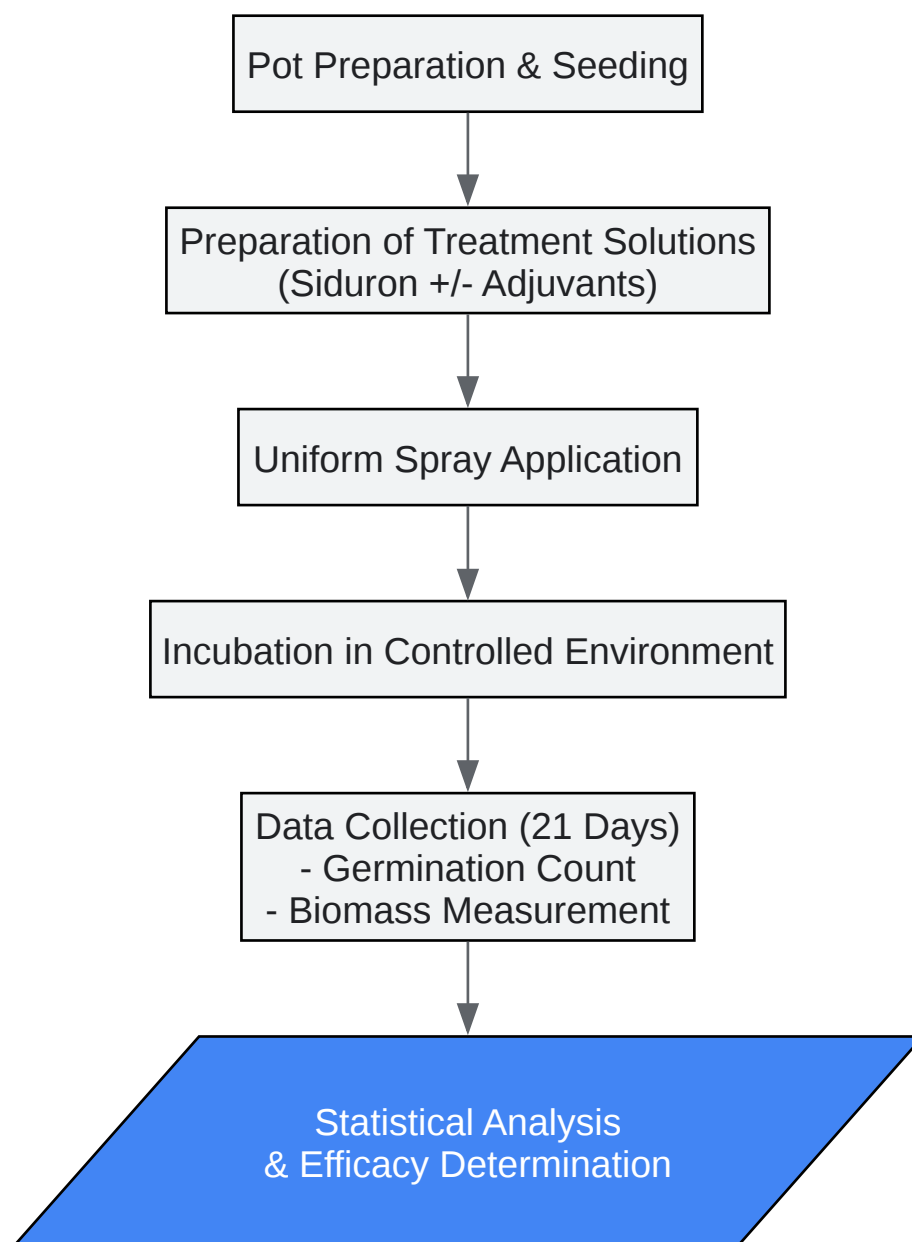 Pot Preparation & Seeding
Preparation of Treatment Solutions
(Siduron +/- Adjuvants)
Uniform Spray Application
Incubation in Controlled Environment
Data Collection (21 Days)
- Germination Count
- Biomass Measurement
Statistical Analysis
& Efficacy Determination